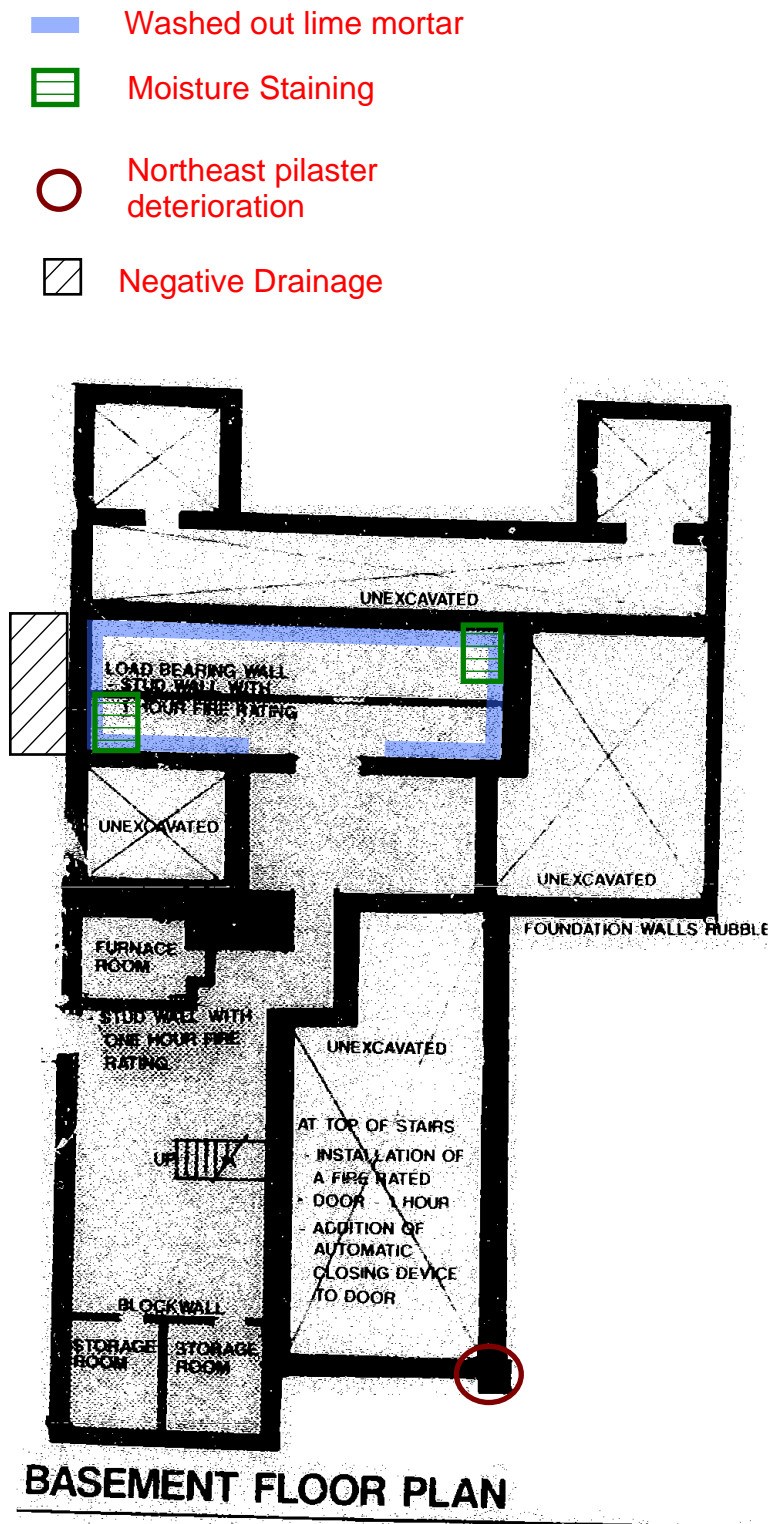 Washed out lime mortar
Moisture Staining
Northeast pilaster
deterioration
Negative Drainage
UNEXCAVATED
LOAD BEARING WALL
STUD WALL WITH
1 HOUR FIRE RATING
UNEXCAVATED
UNEXCAVATED
FOUNDATION WALLS RUBBLE
FURNACE
ROOM
- STUD WALL WITH
ONE HOUR FIRE
RATING.
UNEXCAVATED
AT TOP OF STAIRS
- INSTALLATION OF
A FIRE RATED
DOOR - 1 HOUR
- ADDITION OF
AUTOMATIC
CLOSING DEVICE
TO DOOR
UP
BLOCKWALL
STORAGE
ROOM
STORAGE
ROOM
BASEMENT FLOOR PLAN